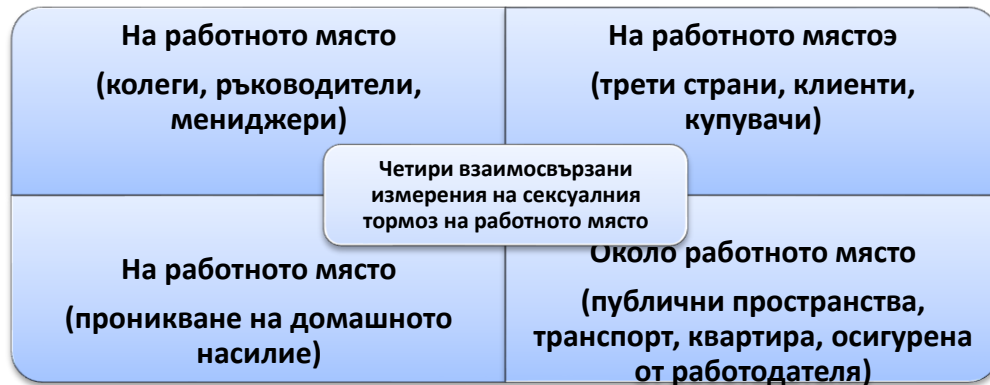 На работното място
(колеги, ръководители,
мениджери)
На работното мястоэ
(трети страни, клиенти,
купувачи)
Четири взаимосвързани
измерения на сексуалния
тормоз на работното място
На работното място
(проникване на домашното
насилие)
Около работното място
(публични пространства,
транспорт, квартира, осигурена
от работодателя)